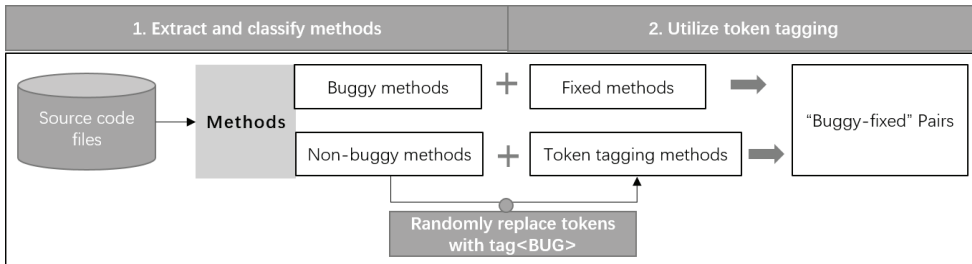 1. Extract and classify methods
2. Utilize token tagging
Source code
files
Methods
Buggy methods
+
Fixed methods
Non-buggy methods
+
Token tagging methods
“Buggy-fixed” Pairs
Randomly replace tokens
with tag<BUG>